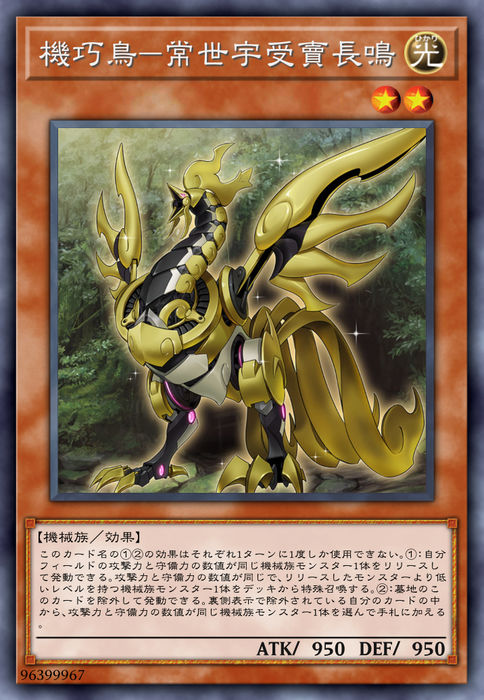 機巧鳥－常世宇受賣長鳴
ひかり
光
【機械族／効果】
このカード名の①②の効果はそれぞれ1ターンに1度しか使用できない。①：自分
フィールドの攻撃力と守備力の数値が同じ機械族モンスター1体をリリースし
て発動できる。攻撃力と守備力の数値が同じで、リリースしたモンスターより低
いレベルを持つ機械族モンスター1体をデッキから特殊召喚する。②：墓地のこ
のカードを除外して発動できる。裏側表示で除外されている自分のカードの中
から、攻撃力と守備力の数値が同じ機械族モンスター1体を選んで手札に加える
。
ATK/ 950 DEF/ 950
96399967